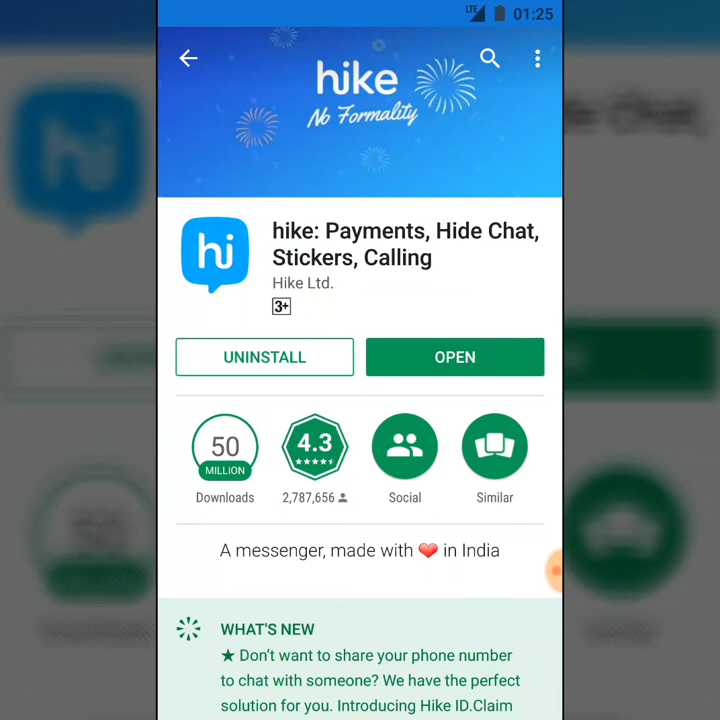 LTE 01:25
hike
No Formality
hi
hike: Payments, Hide Chat,
Stickers, Calling
Hike Ltd.
3+
UNINSTALL OPEN
50
MILLION
4.3
Downloads 2,787,656 Social Similar
A messenger, made with ❤ in India
WHAT'S NEW
★ Don't want to share your phone number
to chat with someone? We have the perfect
solution for you. Introducing Hike ID.Claim